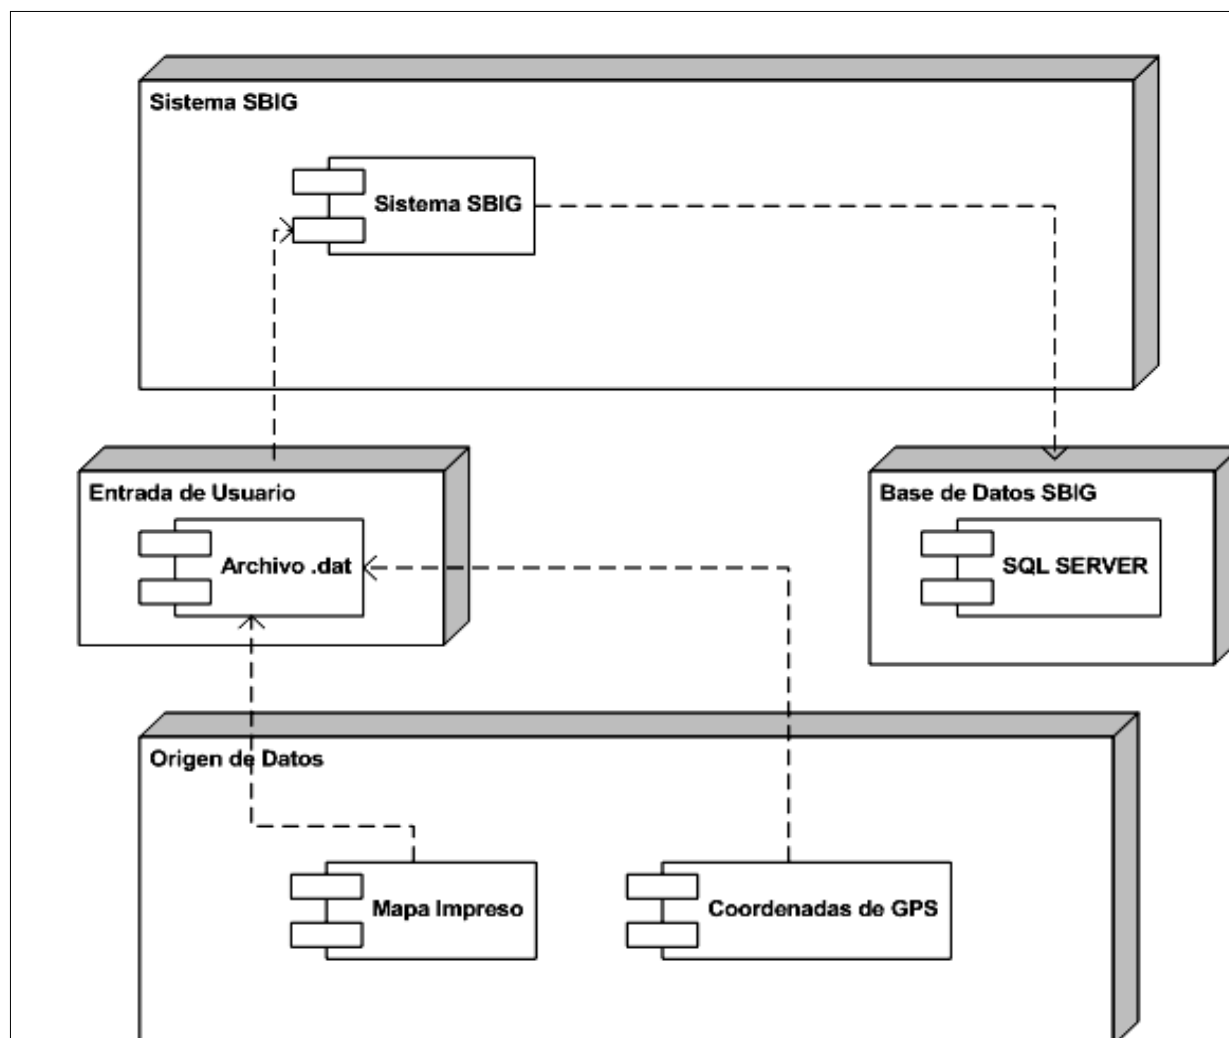 Sistema SBIG
Sistema SBIG
Entrada de Usuario
Archivo .dat
Base de Datos SBIG
SQL SERVER
Origen de Datos
Mapa Impreso
Coordenadas de GPS